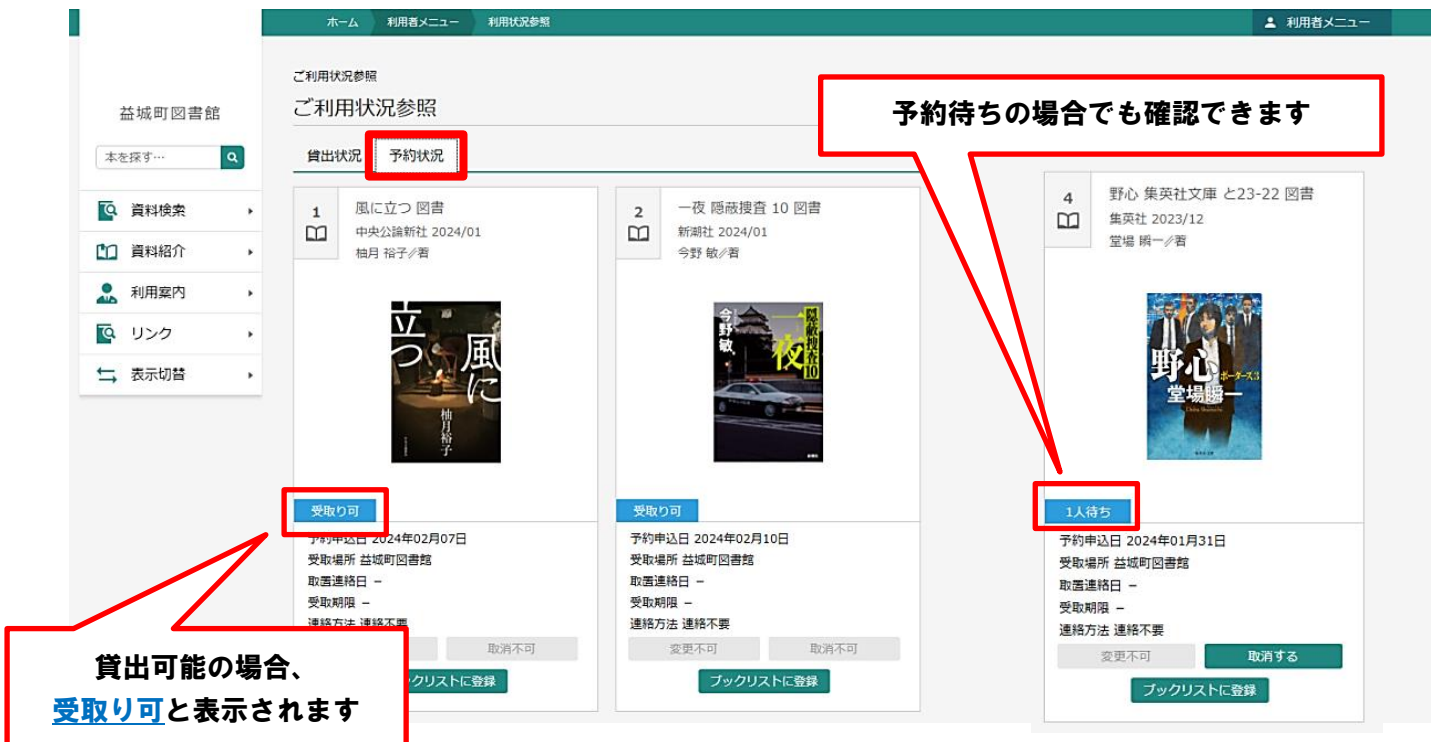 ホーム 利用者メニュー 利用状況参照
利用者メニュー
益城町図書館
本を探す…
資料検索
資料紹介
利用案内
リンク
表示切替
ご利用状況参照
ご利用状況参照
貸出状況 予約状況
予約待ちの場合でも確認できます
1
風に立つ 図書
中央公論新社 2024/01
柚月 裕子∥著
立つ
風に
柚月裕子
受取り可
予約申込日 2024年02月07日
受取場所 益城町図書館
取置連絡日 −
受取期限 −
連絡方法 連絡不要
取消不可
ックリストに登録
2
一夜 隠蔽捜査 10 図書
新潮社 2024/01
今野 敏∥著
今野敏
一夜
隠蔽捜査10
受取り可
予約申込日 2024年02月10日
受取場所 益城町図書館
取置連絡日 −
受取期限 −
連絡方法 連絡不要
変更不可 取消不可
ブックリストに登録
4
野心 集英社文庫 と23-22 図書
集英社 2023/12
堂場 瞬一∥著
野心
ボーダーズ3
堂場瞬一
1人待ち
予約申込日 2024年01月31日
受取場所 益城町図書館
取置連絡日 −
受取期限 −
連絡方法 連絡不要
変更不可 取消する
ブックリストに登録
貸出可能の場合、
受取り可と表示されます